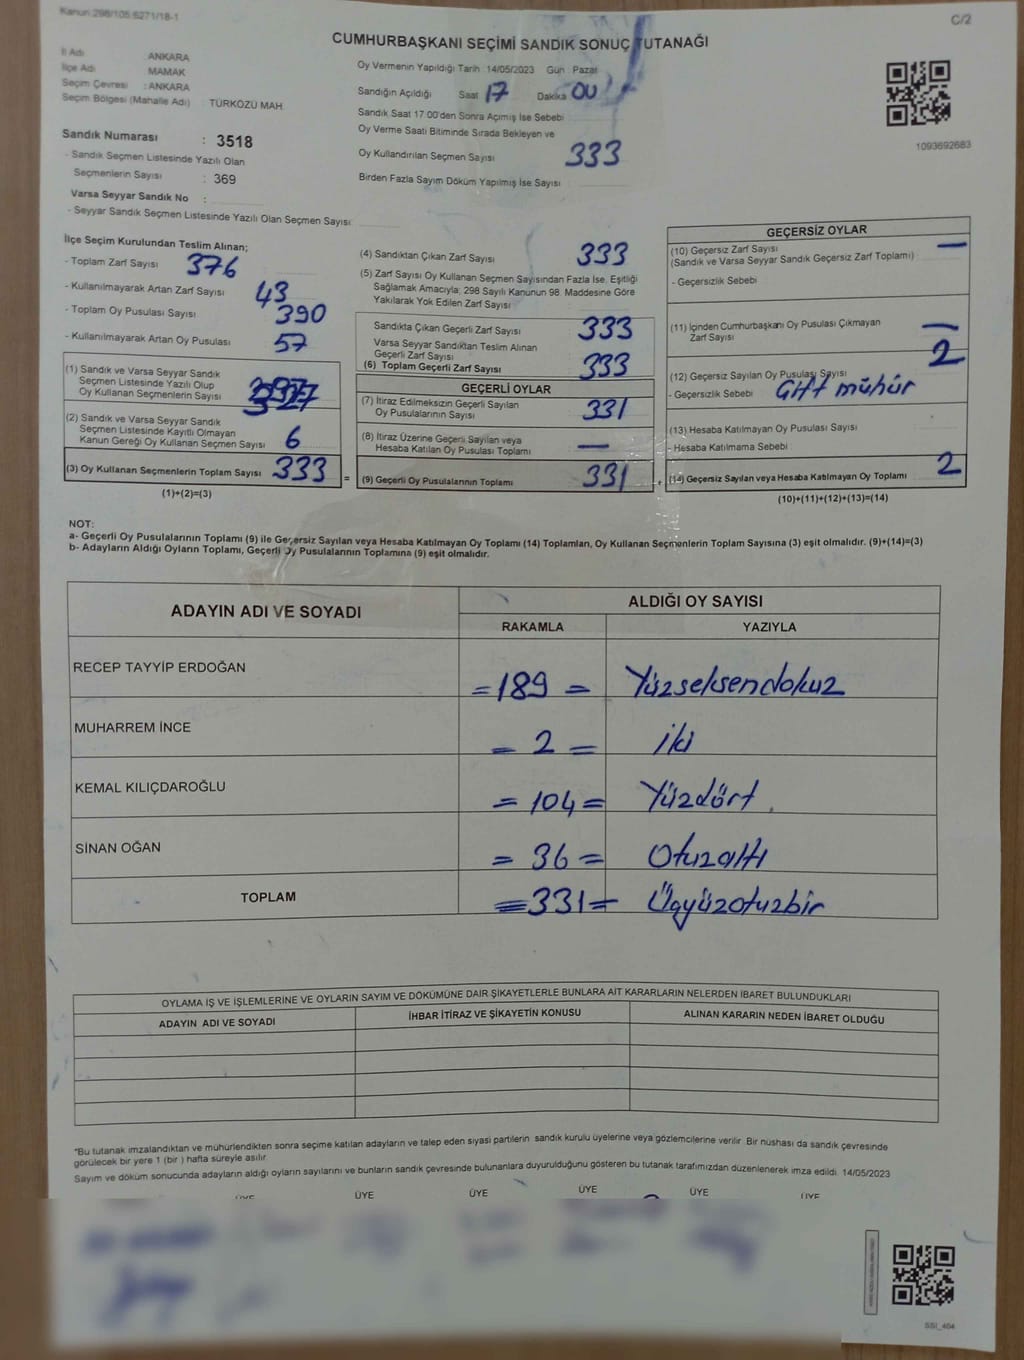 Kanun:298/105:6271/18-1
C/2
CUMHURBAŞKANI SEÇİMİ SANDIK SONUÇ TUTANAĞI
İl Adı : ANKARA
İlçe Adı : MAMAK
Seçim Çevresi : ANKARA
Seçim Bölgesi (Mahalle Adı) : TÜRKÖZÜ MAH.
Sandık Numarası : 3518
- Sandık Seçmen Listesinde Yazılı Olan
Seçmenlerin Sayısı : 369
Varsa Seyyar Sandık No :
- Seyyar Sandık Seçmen Listesinde Yazılı Olan Seçmen Sayısı:
Oy Vermenin Yapıldığı Tarih :14/05/2023 Gün : Pazar
Sandığın Açıldığı Saat 17 Dakika 00
Sandık Saat 17:00'den Sonra Açılmış İse Sebebi
Oy Verme Saati Bitiminde Sırada Bekleyen ve
Oy Kullandırılan Seçmen Sayısı 333
Birden Fazla Sayım Döküm Yapılmış İse Sayısı :
1093692683
İlçe Seçim Kurulundan Teslim Alınan;
- Toplam Zarf Sayısı 376
- Kullanılmayarak Artan Zarf Sayısı 43
- Toplam Oy Pusulası Sayısı 390
- Kullanılmayarak Artan Oy Pusulası 57
(1) Sandık ve Varsa Seyyar Sandık
Seçmen Listesinde Yazılı Olup
Oy Kullanan Seçmenlerin Sayısı
(2) Sandık ve Varsa Seyyar Sandık
Seçmen Listesinde Kayıtlı Olmayan
Kanun Gereği Oy Kullanan Seçmen Sayısı 6
(3) Oy Kullanan Seçmenlerin Toplam Sayısı 333 =
(1)+(2)=(3)
(4) Sandıktan Çıkan Zarf Sayısı 333
(5) Zarf Sayısı Oy Kullanan Seçmen Sayısından Fazla İse, Eşitliği
Sağlamak Amacıyla; 298 Sayılı Kanunun 98. Maddesine Göre
Yakılarak Yok Edilen Zarf Sayısı :
Sandıkta Çıkan Geçerli Zarf Sayısı : 333
Varsa Seyyar Sandıktan Teslim Alınan
Geçerli Zarf Sayısı
(6) Toplam Geçerli Zarf Sayısı : 333
GEÇERLİ OYLAR
(7) İtiraz Edilmeksizin Geçerli Sayılan
Oy Pusulalarının Sayısı : 331
(8) İtiraz Üzerine Geçerli Sayılan veya
Hesaba Katılan Oy Pusulası Toplamı : —
(9) Geçerli Oy Pusulalarının Toplamı : 331 +
GEÇERSİZ OYLAR
(10) Geçersiz Zarf Sayısı —
(Sandık ve Varsa Seyyar Sandık Geçersiz Zarf Toplamı)
- Geçersizlik Sebebi :
(11) İçinden Cumhurbaşkanı Oy Pusulası Çıkmayan
Zarf Sayısı : —
(12) Geçersiz Sayılan Oy Pusulası Sayısı : 2
- Geçersizlik Sebebi : Çift mühür
(13) Hesaba Katılmayan Oy Pusulası Sayısı :
- Hesaba Katılmama Sebebi :
(14) Geçersiz Sayılan veya Hesaba Katılmayan Oy Toplamı : 2
(10)+(11)+(12)+(13)=(14)
NOT:
a- Geçerli Oy Pusulalarının Toplamı (9) ile Geçersiz Sayılan veya Hesaba Katılmayan Oy Toplamı (14) Toplamları, Oy Kullanan Seçmenlerin Toplam Sayısına (3) eşit olmalıdır. (9)+(14)=(3)
b- Adayların Aldığı Oyların Toplamı, Geçerli Oy Pusulalarının Toplamına (9) eşit olmalıdır.
ADAYIN ADI VE SOYADI
ALDIĞI OY SAYISI
RAKAMLA YAZIYLA
RECEP TAYYİP ERDOĞAN =189= Yüzseksendokuz
MUHARREM İNCE = 2 = iki
KEMAL KILIÇDAROĞLU = 104 = Yüzdört
SİNAN OĞAN = 36 = Otuzaltı
TOPLAM =331= Üçyüzotuzbir
OYLAMA İŞ VE İŞLEMLERİNE VE OYLARIN SAYIM VE DÖKÜMÜNE DAİR ŞİKAYETLERLE BUNLARA AİT KARARLARIN NELERDEN İBARET BULUNDUKLARI
ADAYIN ADI VE SOYADI İHBAR İTİRAZ VE ŞİKAYETİN KONUSU ALINAN KARARIN NEDEN İBARET OLDUĞU
*Bu tutanak imzalandıktan ve mühürlendikten sonra seçime katılan adayların ve talep eden siyasi partilerin sandık kurulu üyelerine veya gözlemcilerine verilir. Bir nüshası da sandık çevresinde
görülecek bir yere 1 (bir ) hafta süreyle asılır.
Sayım ve döküm sonucunda adayların aldığı oyların sayılarını ve bunların sandık çevresinde bulunanlara duyurulduğunu gösteren bu tutanak tarafımızdan düzenlenerek imza edildi. 14/05/2023
ÜYE ÜYE ÜYE ÜYE ÜYE ÜYE
SSI_464